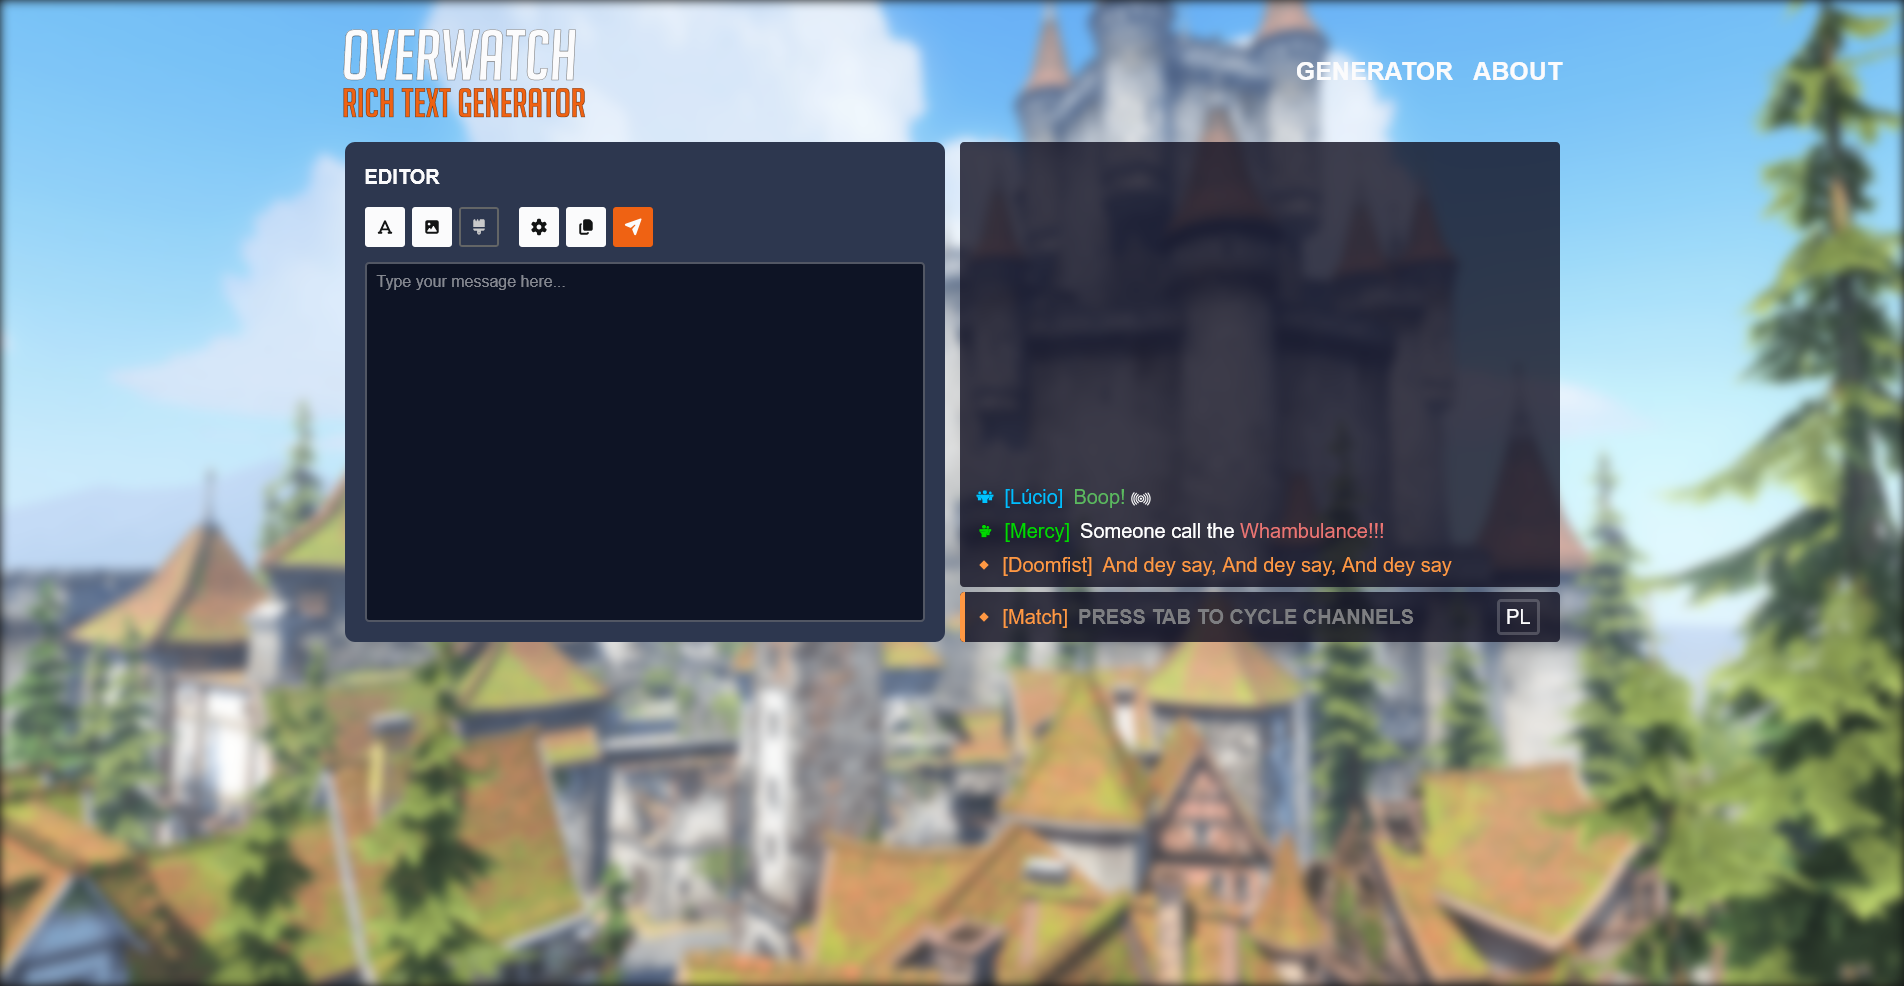 OVERWATCH
RICH TEXT GENERATOR
GENERATOR ABOUT
EDITOR
Type your message here...
[Lúcio] Boop!
[Mercy] Someone call the Whambulance!!!
[Doomfist] And dey say, And dey say, And dey say
[Match] PRESS TAB TO CYCLE CHANNELS PL